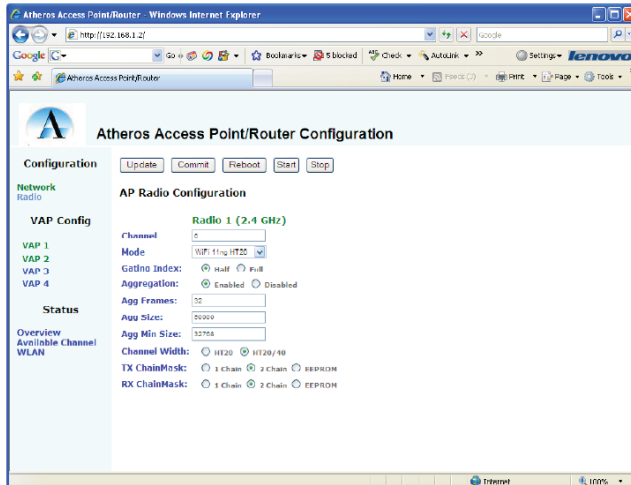 Atheros Access Point/Router - Windows Internet Explorer
http://192.168.1.2/
Google
Google G Go Bookmarks 5 blocked Check AutoLink Settings lenovo
Atheros Access Point/Router Home Feeds Print Page Tools
Atheros Access Point/Router Configuration
Configuration
Update Commit Reboot Start Stop
Network
Radio
AP Radio Configuration
VAP Config
Radio 1 (2.4 GHz)
Channel 6
VAP 1
Mode WiFi 11ng HT20
VAP 2
VAP 3
Gating Index: Half Full
VAP 4
Aggregation: Enabled Disabled
Agg Frames: 32
Status
Agg Size: 50000
Overview
Agg Min Size: 32768
Available Channel
WLAN
Channel Width: HT20 HT20/40
TX ChainMask: 1 Chain 2 Chain EEPROM
RX ChainMask: 1 Chain 2 Chain EEPROM
Internet 100%